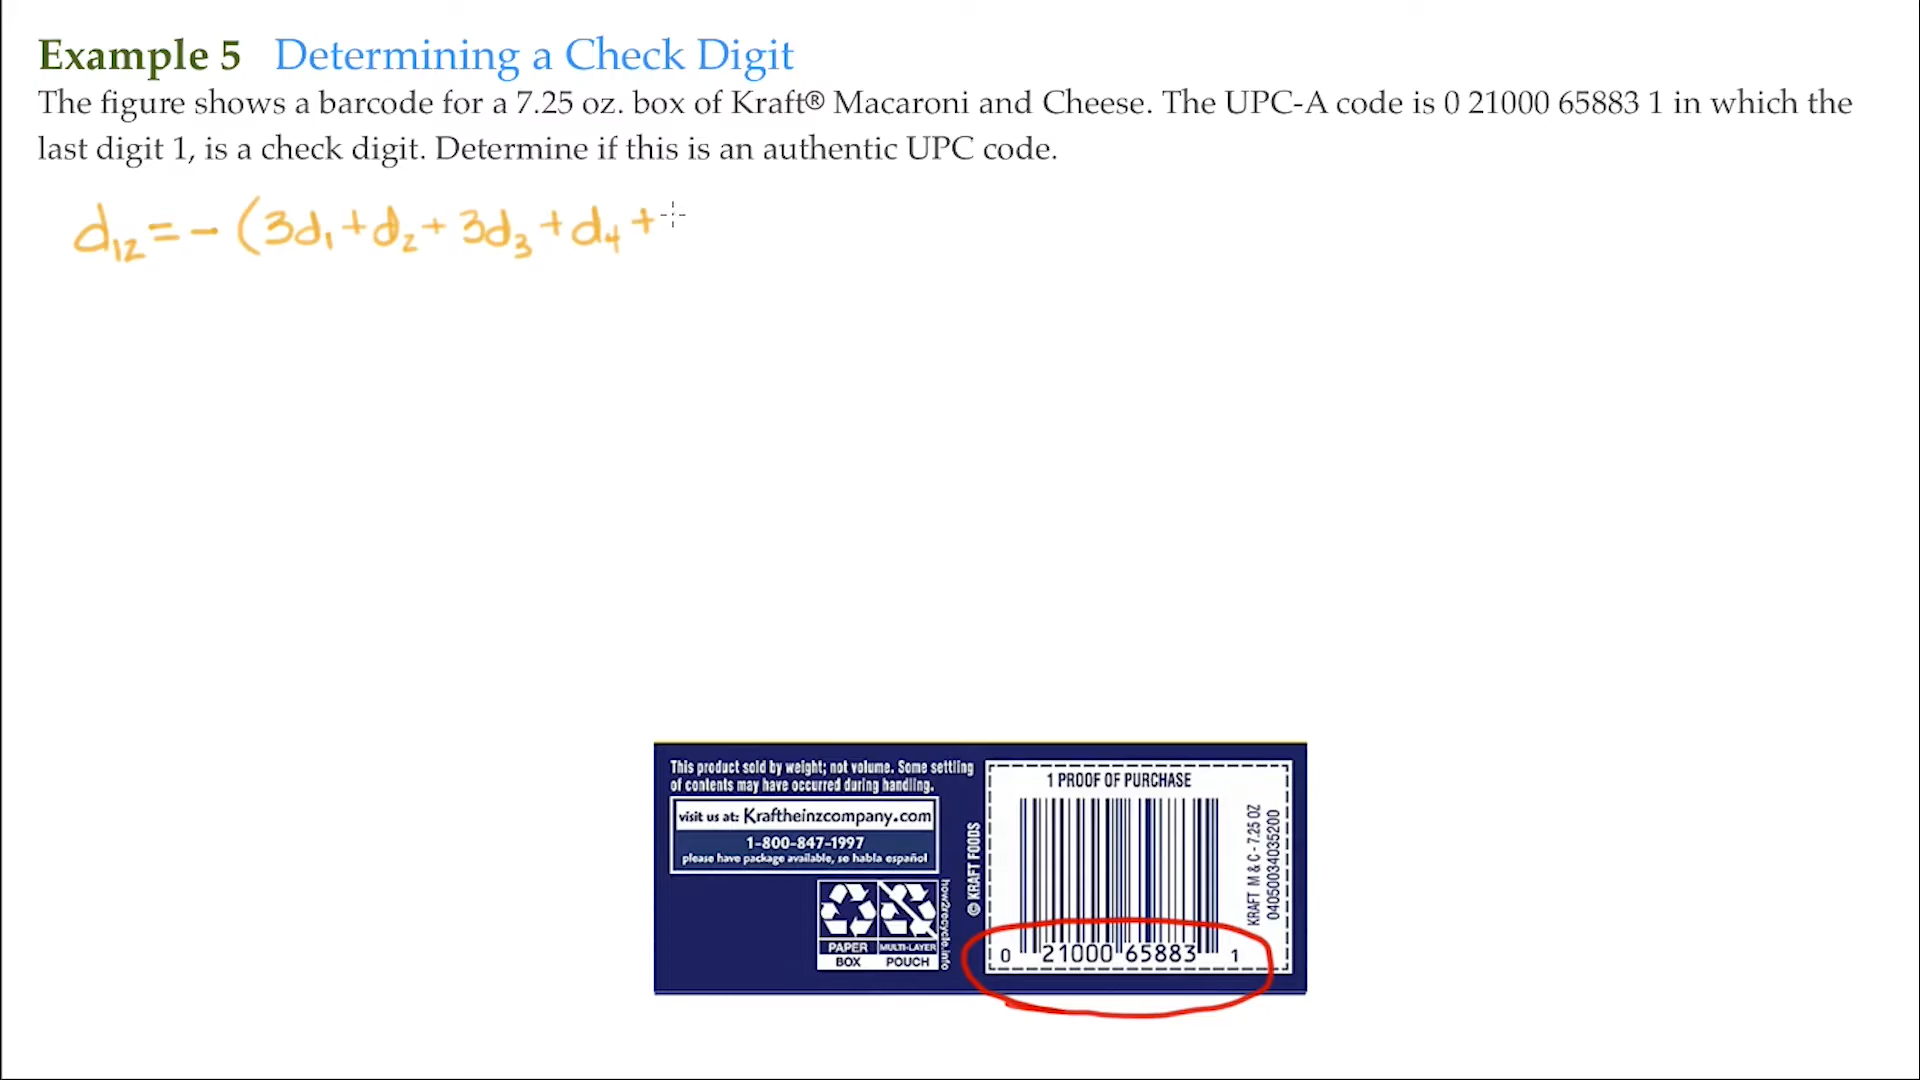 Example 5 Determining a Check Digit
The figure shows a barcode for a 7.25 oz. box of Kraft® Macaroni and Cheese. The UPC-A code is 0 21000 65883 1 in which the
last digit 1, is a check digit. Determine if this is an authentic UPC code.
d₁₂ = - (3d₁ + d₂ + 3d₃ + d₄ +
This product sold by weight; not volume. Some settling
of contents may have occurred during handling.
visit us at: Kraftheinzcompany.com
1-800-847-1997
please have package available, se habla español
PAPER
BOX
MULTI-LAYER
POUCH
how2recycle.info
© KRAFT FOODS
1 PROOF OF PURCHASE
0 21000 65883 1
KRAFT M & C - 7.25 OZ
04050034035200